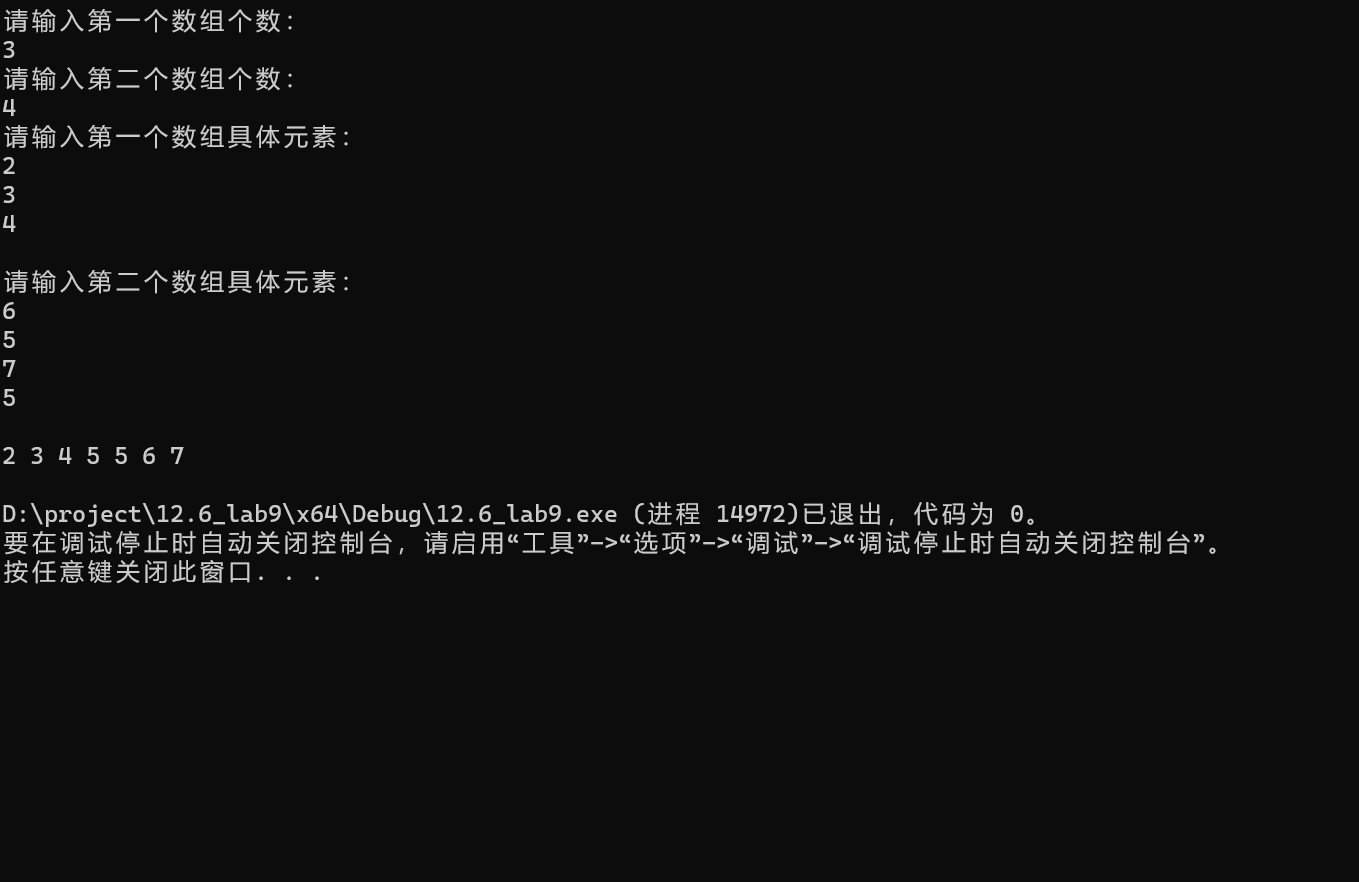 请输入第一个数组个数：
3
请输入第二个数组个数：
4
请输入第一个数组具体元素：
2
3
4
请输入第二个数组具体元素：
6
5
7
5
2 3 4 5 5 6 7
D:\project\12.6_lab9\x64\Debug\12.6_lab9.exe (进程 14972)已退出，代码为 0。
要在调试停止时自动关闭控制台，请启用“工具”->“选项”->“调试”->“调试停止时自动关闭控制台”。
按任意键关闭此窗口. . .